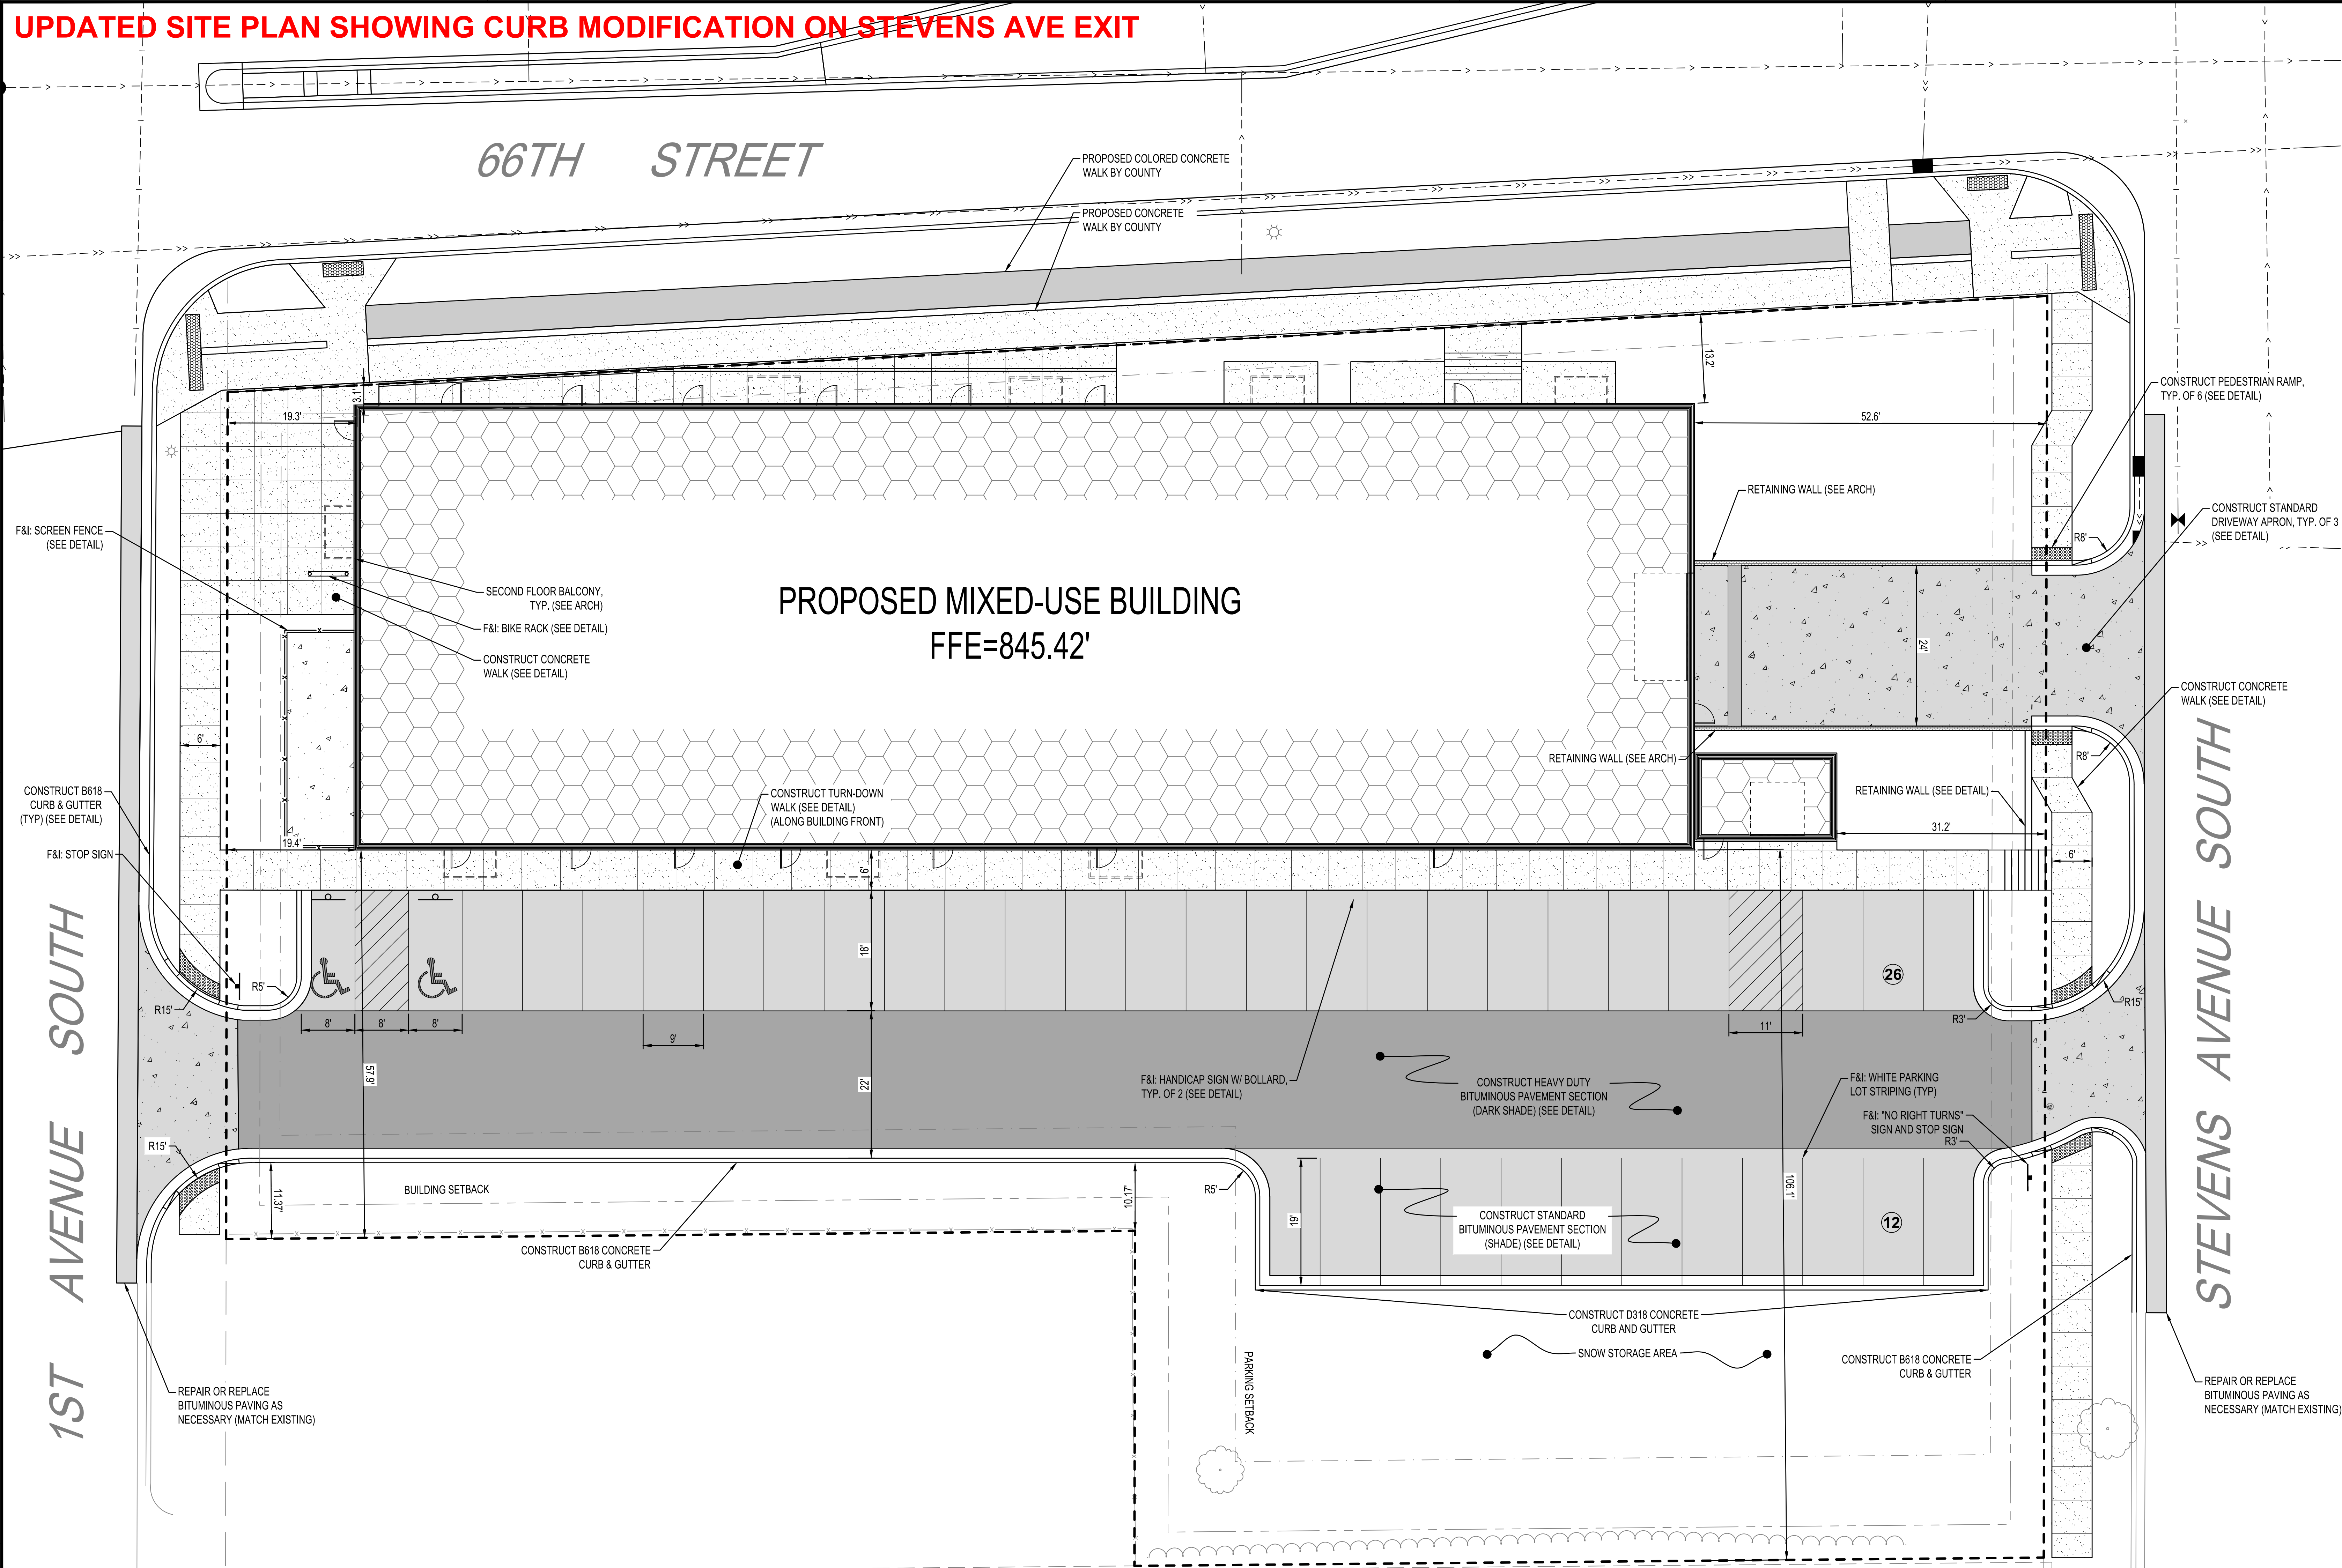 UPDATED SITE PLAN SHOWING CURB MODIFICATION ON STEVENS AVE EXIT
66TH STREET
PROPOSED COLORED CONCRETE
WALK BY COUNTY
PROPOSED CONCRETE
WALK BY COUNTY
13.2'
3.1'
19.3'
52.6'
CONSTRUCT PEDESTRIAN RAMP,
TYP. OF 6 (SEE DETAIL)
RETAINING WALL (SEE ARCH)
CONSTRUCT STANDARD
DRIVEWAY APRON, TYP. OF 3
(SEE DETAIL)
R8'
F&I: SCREEN FENCE
(SEE DETAIL)
SECOND FLOOR BALCONY,
TYP. (SEE ARCH)
F&I: BIKE RACK (SEE DETAIL)
CONSTRUCT CONCRETE
WALK (SEE DETAIL)
PROPOSED MIXED-USE BUILDING
FFE=845.42'
24'
CONSTRUCT CONCRETE
WALK (SEE DETAIL)
6'
RETAINING WALL (SEE ARCH)
R8'
CONSTRUCT B618
CURB & GUTTER
(TYP) (SEE DETAIL)
CONSTRUCT TURN-DOWN
WALK (SEE DETAIL)
(ALONG BUILDING FRONT)
RETAINING WALL (SEE DETAIL)
31.2'
19.4'
F&I: STOP SIGN
6'
6'
18'
26
R5'
R15'
R15'
R3'
8'
8'
8'
9'
11'
57.9'
22'
F&I: HANDICAP SIGN W/ BOLLARD,
TYP. OF 2 (SEE DETAIL)
CONSTRUCT HEAVY DUTY
BITUMINOUS PAVEMENT SECTION
(DARK SHADE) (SEE DETAIL)
F&I: WHITE PARKING
LOT STRIPING (TYP)
F&I: "NO RIGHT TURNS"
SIGN AND STOP SIGN
R3'
R15'
11.37'
BUILDING SETBACK
10.17'
R5'
19'
106.1'
CONSTRUCT STANDARD
BITUMINOUS PAVEMENT SECTION
(SHADE) (SEE DETAIL)
12
CONSTRUCT B618 CONCRETE
CURB & GUTTER
CONSTRUCT D318 CONCRETE
CURB AND GUTTER
SNOW STORAGE AREA
PARKING SETBACK
CONSTRUCT B618 CONCRETE
CURB & GUTTER
REPAIR OR REPLACE
BITUMINOUS PAVING AS
NECESSARY (MATCH EXISTING)
REPAIR OR REPLACE
BITUMINOUS PAVING AS
NECESSARY (MATCH EXISTING)
1ST AVENUE SOUTH
STEVENS AVENUE SOUTH